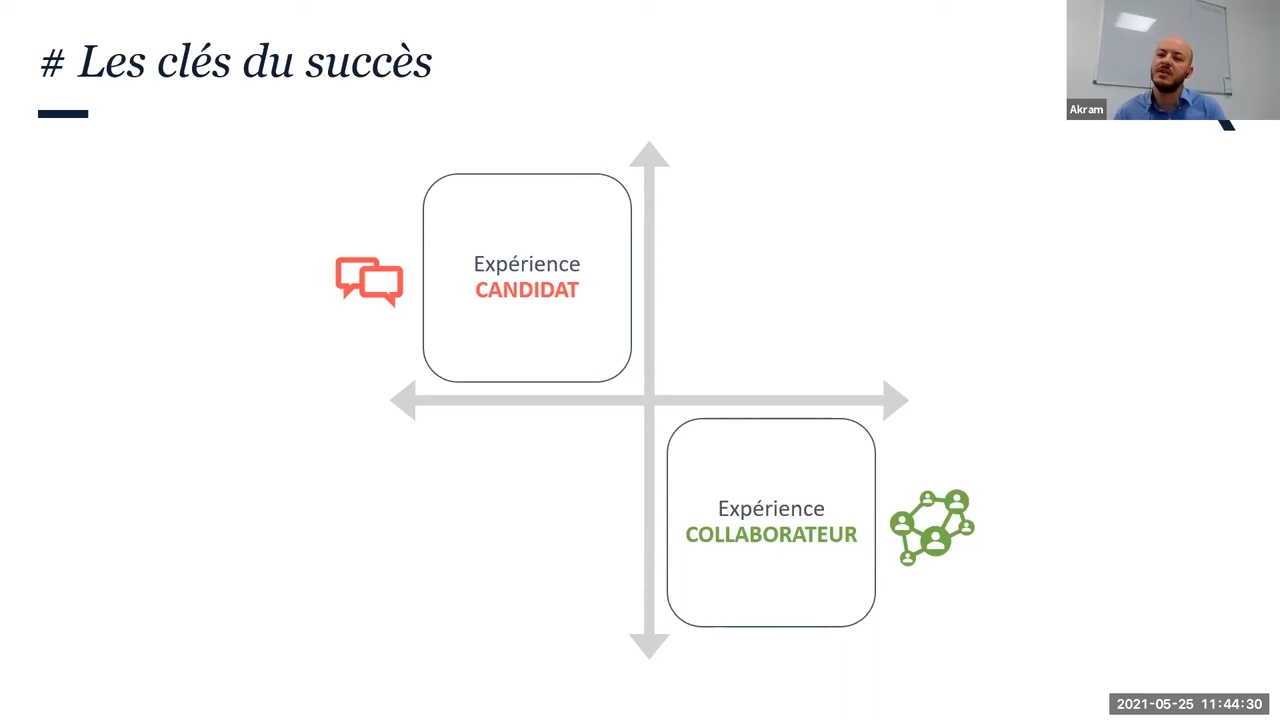 # Les clés du succès
Akram
Expérience
CANDIDAT
Expérience
COLLABORATEUR
2021-05-25 11:44:30